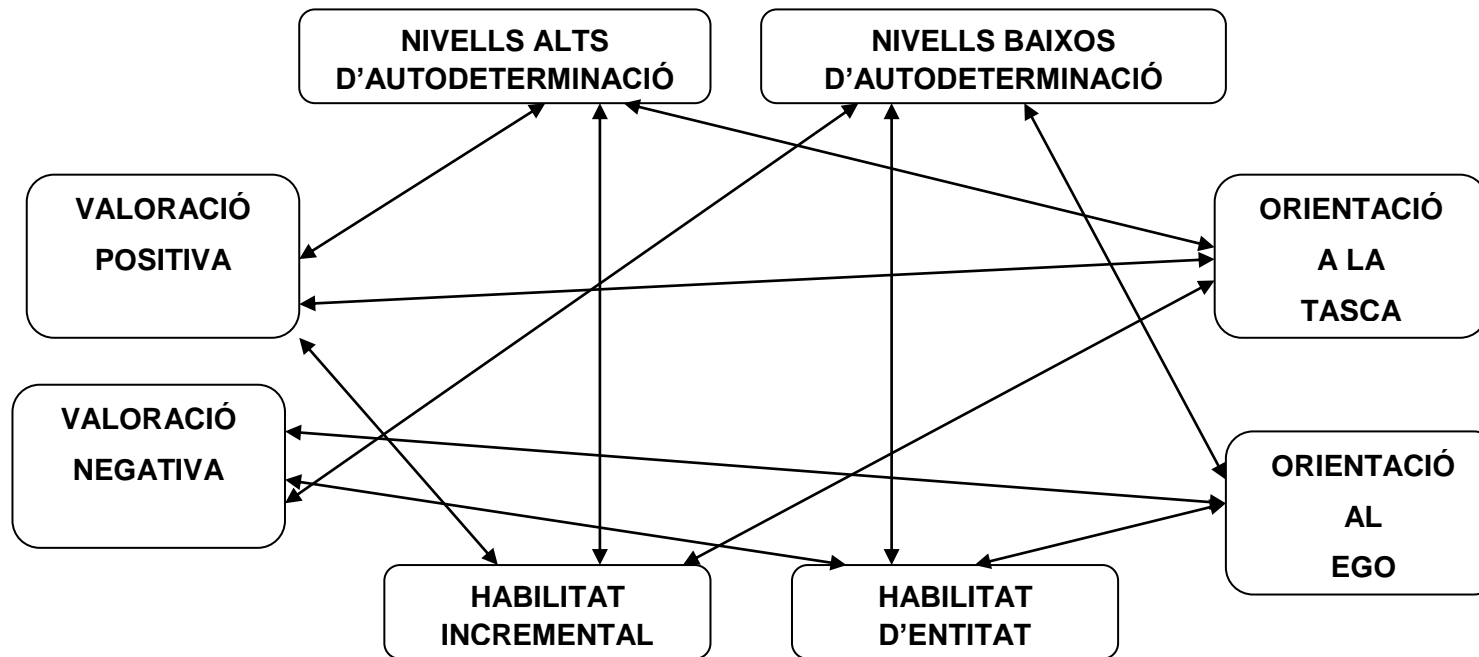 NIVELLS ALTS
D’AUTODETERMINACIÓ
NIVELLS BAIXOS
D’AUTODETERMINACIÓ
VALORACIÓ
POSITIVA
ORIENTACIÓ
A LA
TASCA
VALORACIÓ
NEGATIVA
ORIENTACIÓ
AL
EGO
HABILITAT
INCREMENTAL
HABILITAT
D’ENTITAT